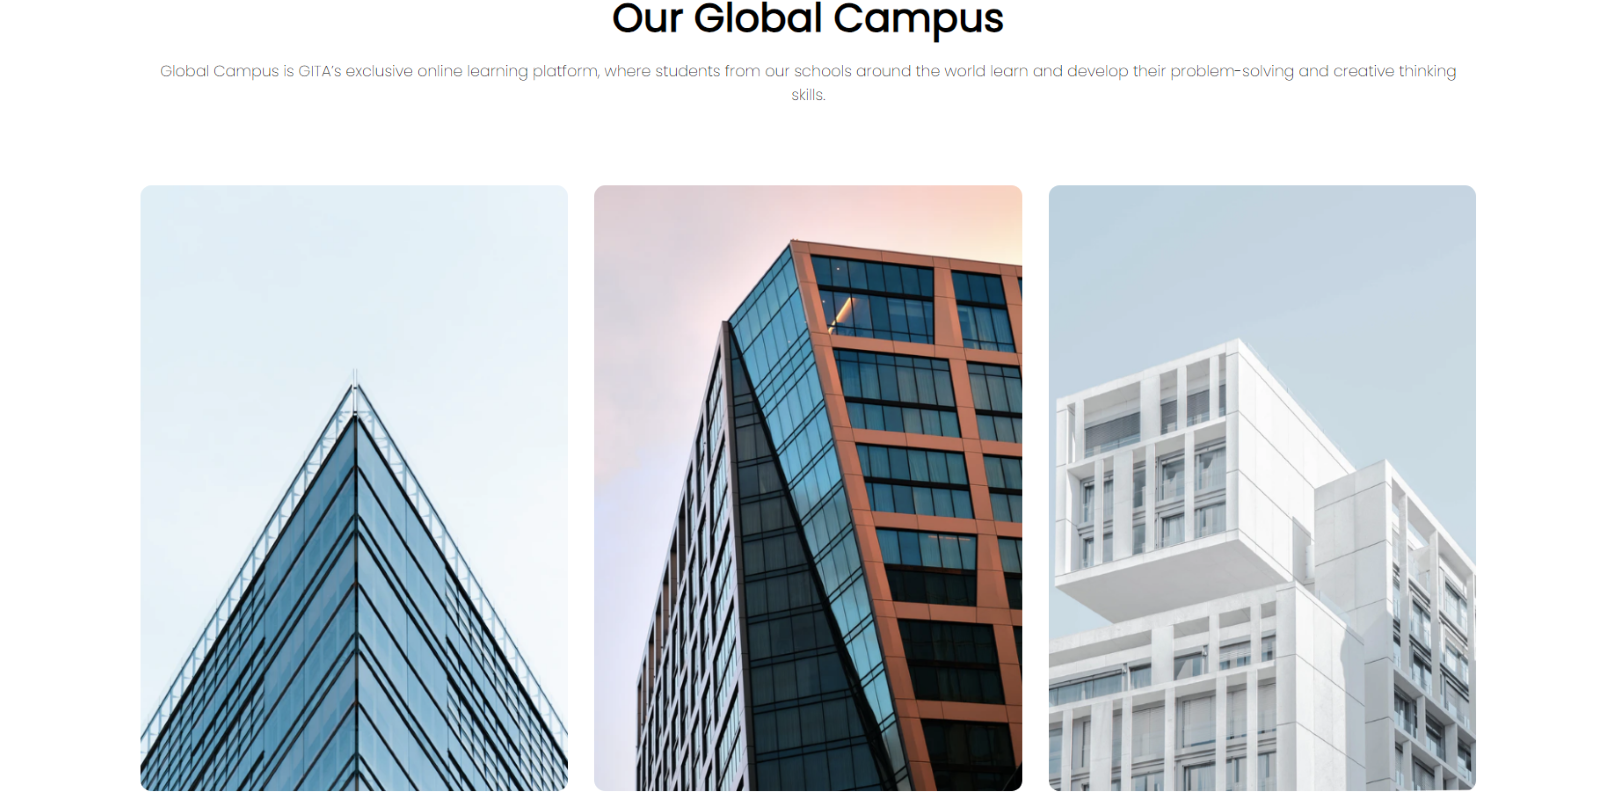 Our Global Campus
Global Campus is GITA's exclusive online learning platform, where students from our schools around the world learn and develop their problem-solving and creative thinking
skills.